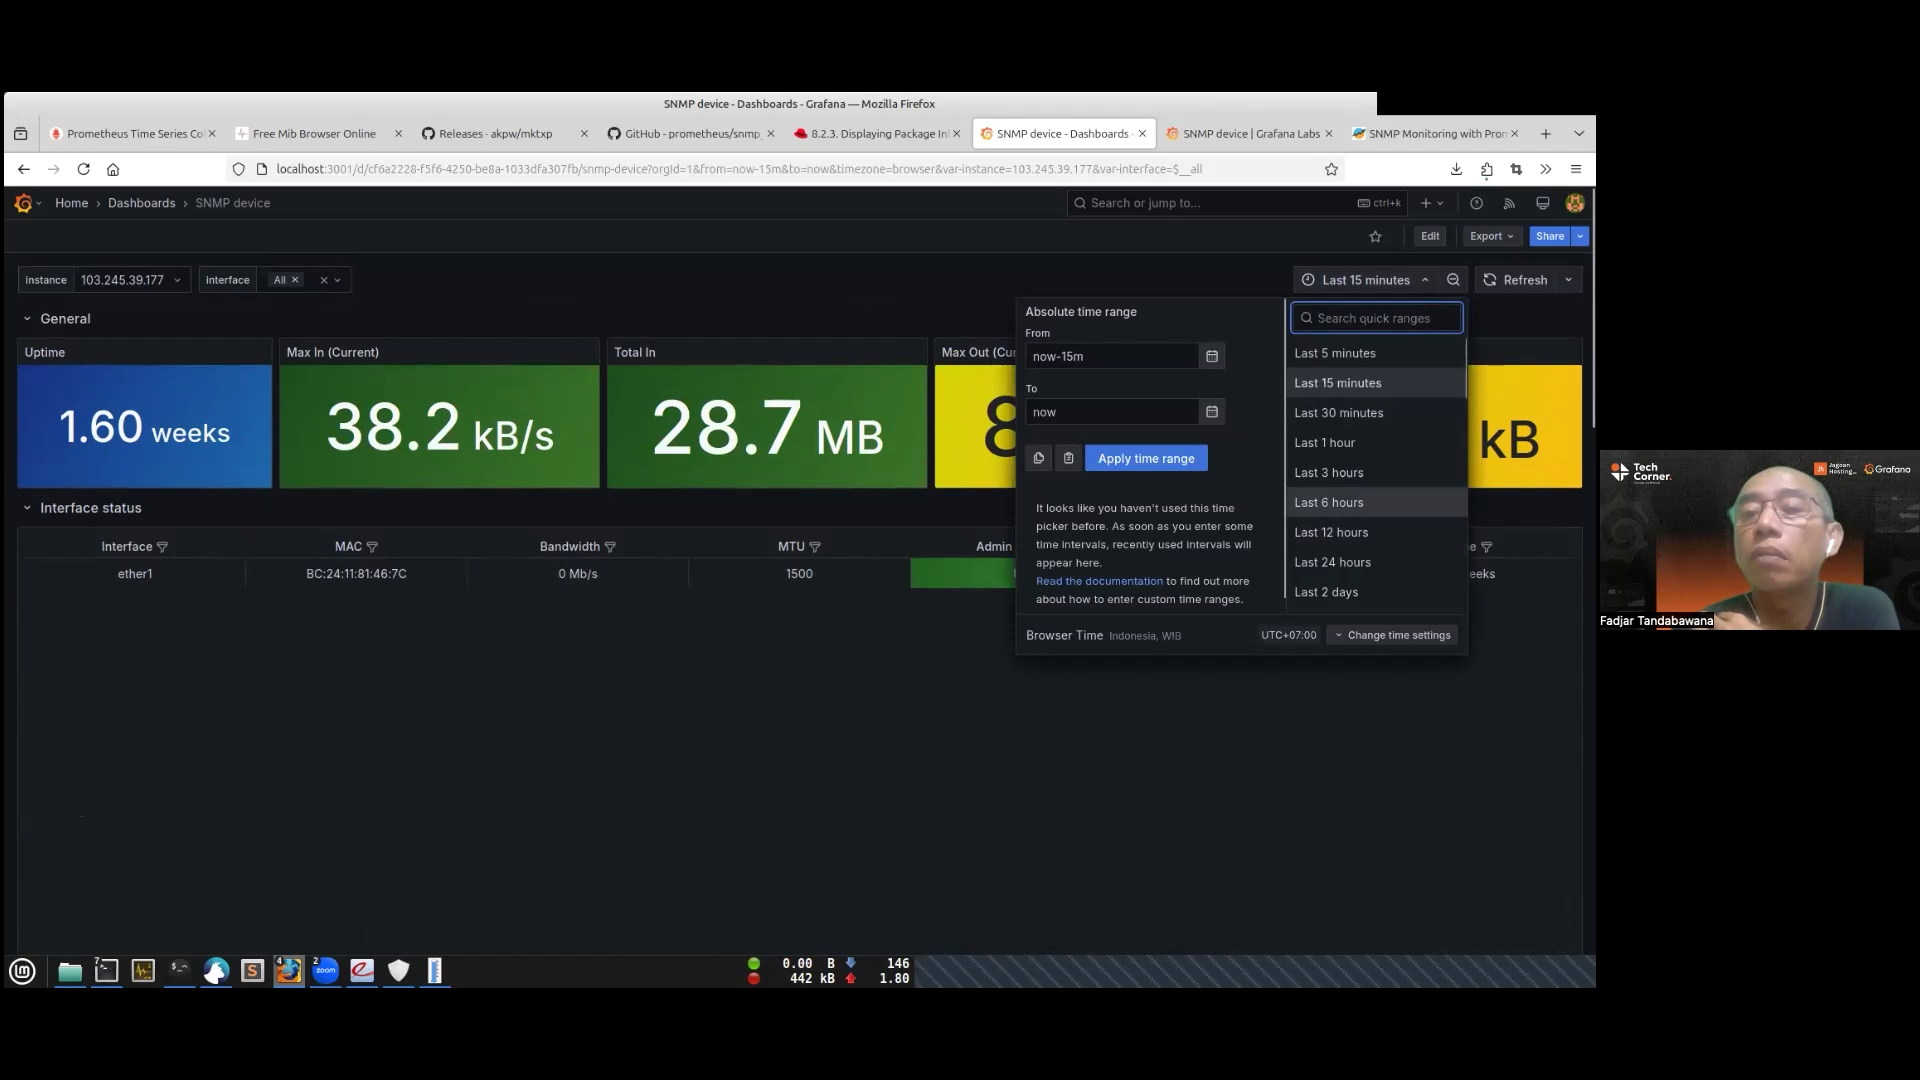 SNMP device - Dashboards - Grafana — Mozilla Firefox
Prometheus Time Series Co
Free Mib Browser Online
Releases · akpw/mktxp
GitHub - prometheus/snmp_
8.2.3. Displaying Package In
SNMP device - Dashboards -
SNMP device | Grafana Labs
SNMP Monitoring with Pron
localhost:3001/d/cf6a2228-f5f6-4250-be8a-1033dfa307fb/snmp-device?orgId=1&from=now-15m&to=now&timezone=browser&var-instance=103.245.39.177&var-interface=$__all
Home › Dashboards › SNMP device
Search or jump to...
ctrl+k
Edit
Export
Share
Instance
103.245.39.177
Interface
All
Last 15 minutes
Refresh
General
Uptime
1.60 weeks
Max In (Current)
38.2 kB/s
Total In
28.7 MB
Max Out (Cu
8
kB
Absolute time range
From
now-15m
To
now
Apply time range
It looks like you haven't used this time
picker before. As soon as you enter some
time intervals, recently used intervals will
appear here.
Read the documentation to find out more
about how to enter custom time ranges.
Search quick ranges
Last 5 minutes
Last 15 minutes
Last 30 minutes
Last 1 hour
Last 3 hours
Last 6 hours
Last 12 hours
Last 24 hours
Last 2 days
Browser Time Indonesia, WIB
UTC+07:00
Change time settings
Interface status
Interface
MAC
Bandwidth
MTU
Admin
e
ether1
BC:24:11:81:46:7C
0 Mb/s
1500
eeks
7
4
2
zoom
0.00 B
146
442 kB
1.80
Tech
Corner.
Jagoan
Hosting
Grafana
Fadjar Tandabawana